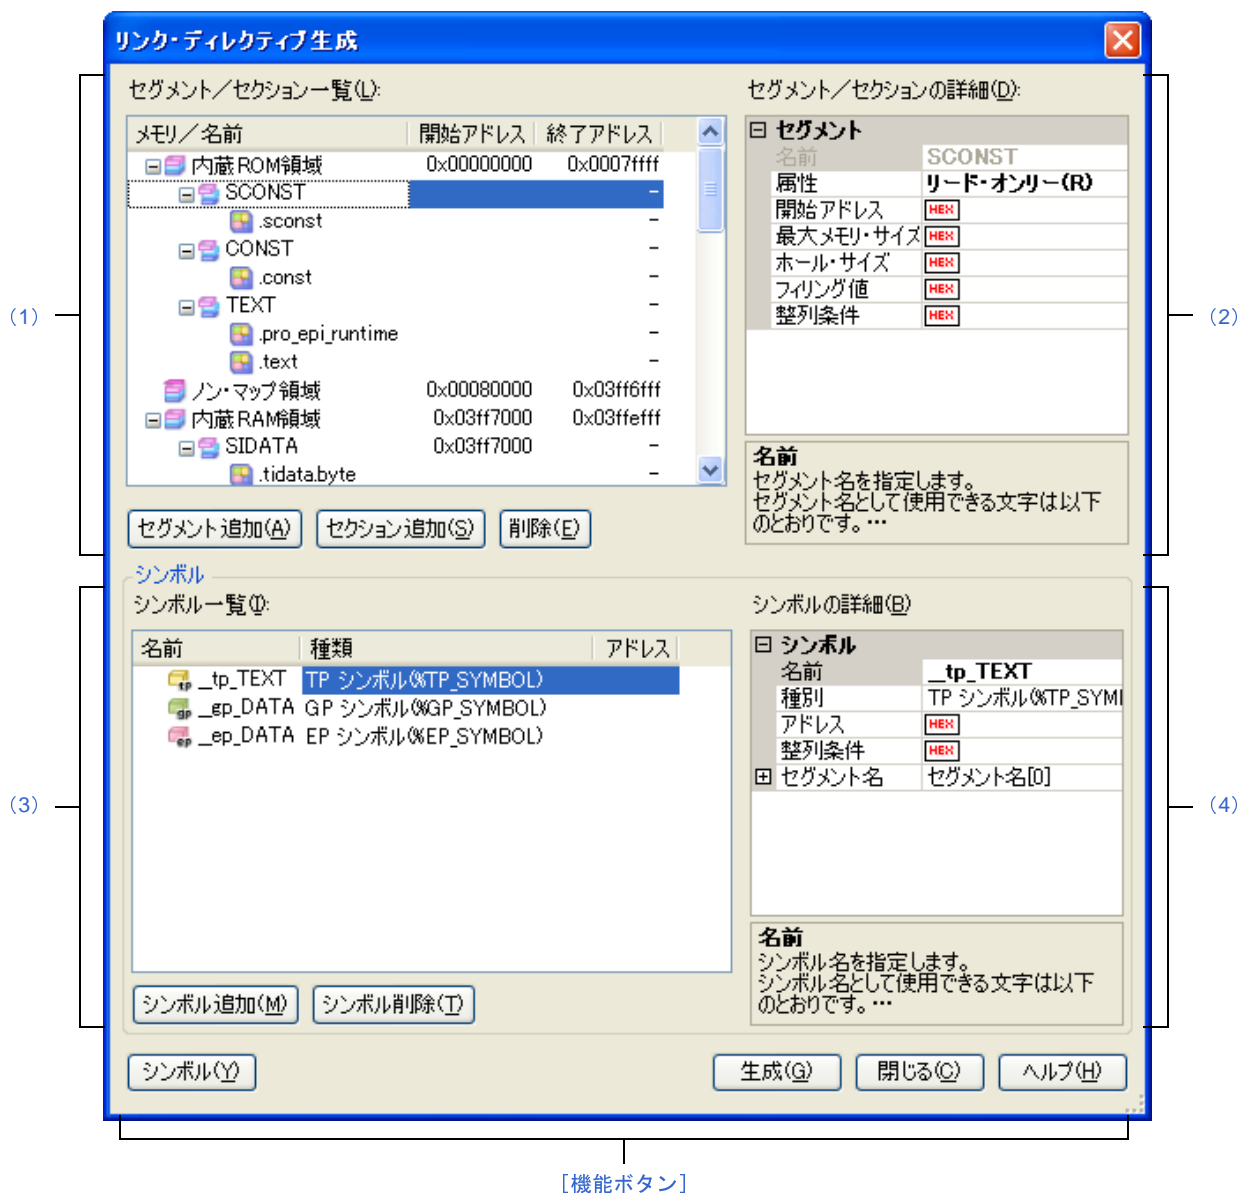 リンク・ディレクティブ生成
セグメント／セクション一覧(L):
メモリ／名前 開始アドレス 終了アドレス
内蔵ROM領域 0x00000000 0x0007ffff
SCONST -
.sconst -
CONST -
.const -
TEXT -
.pro_epi_runtime -
.text -
ノン・マップ領域 0x00080000 0x03ff6fff
内蔵RAM領域 0x03ff7000 0x03ffefff
SIDATA 0x03ff7000 -
.tidata.byte -
セグメント追加(A) セクション追加(S) 削除(E)
(1)
セグメント／セクションの詳細(D):
セグメント
名前 SCONST
属性 リード・オンリー(R)
開始アドレス HEX
最大メモリ・サイズ HEX
ホール・サイズ HEX
フィリング値 HEX
整列条件 HEX
名前
セグメント名を指定します。
セグメント名として使用できる文字は以下
のとおりです。…
(2)
シンボル
シンボル一覧(I):
名前 種類 アドレス
tp _tp_TEXT TP シンボル(%TP_SYMBOL)
gp _gp_DATA GP シンボル(%GP_SYMBOL)
ep _ep_DATA EP シンボル(%EP_SYMBOL)
シンボル追加(M) シンボル削除(T)
(3)
シンボルの詳細(B)
シンボル
名前 __tp_TEXT
種別 TP シンボル(%TP_SYM
アドレス HEX
整列条件 HEX
セグメント名 セグメント名[0]
名前
シンボル名を指定します。
シンボル名として使用できる文字は以下
のとおりです。…
(4)
シンボル(Y) 生成(G) 閉じる(C) ヘルプ(H)
［機能ボタン］